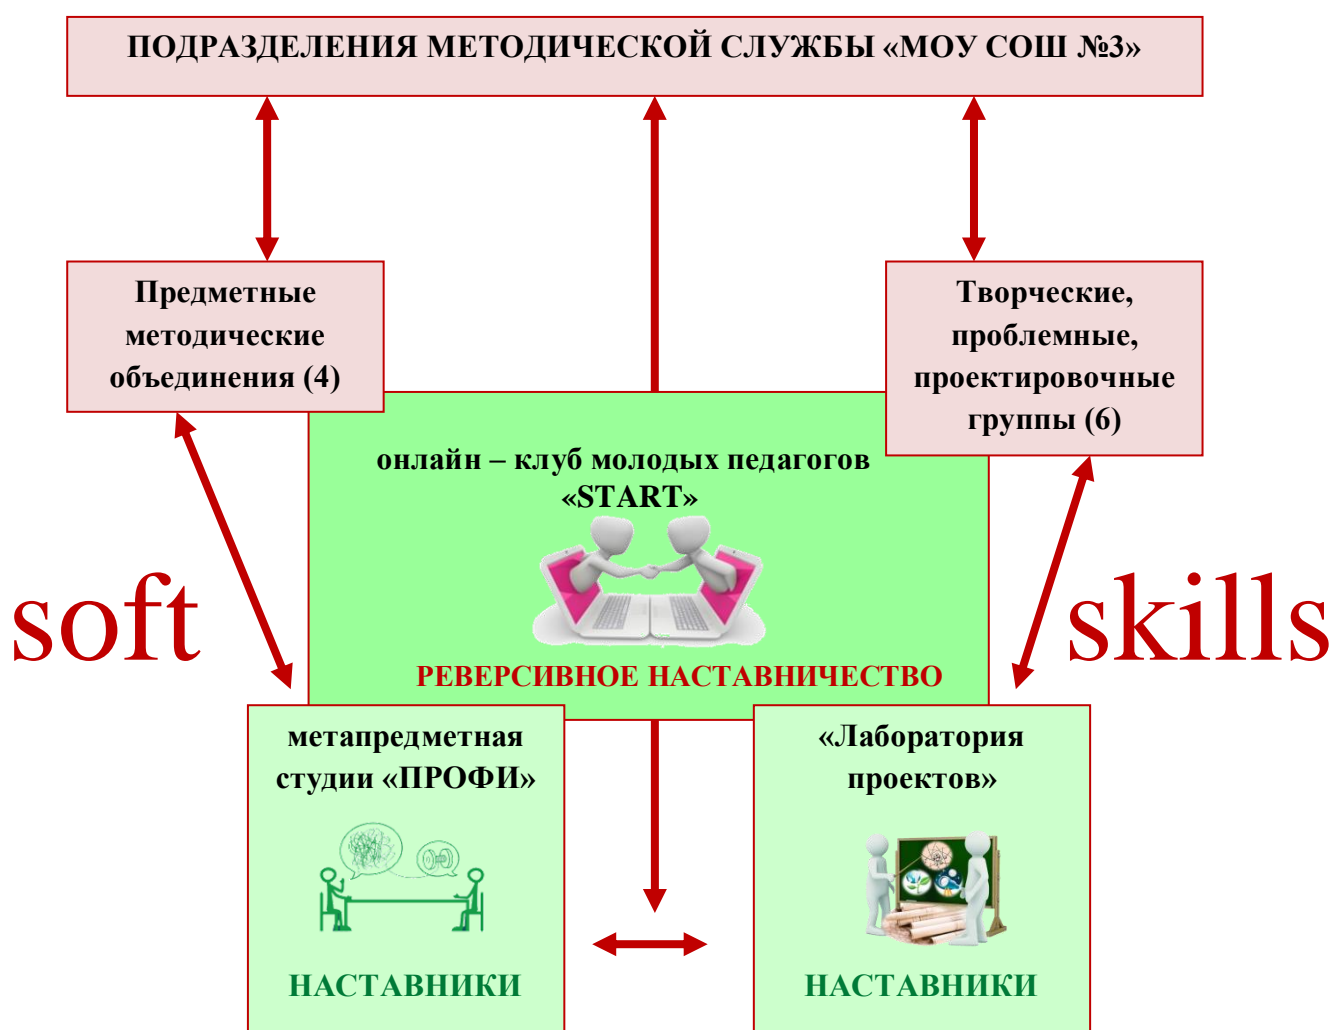 ПОДРАЗДЕЛЕНИЯ МЕТОДИЧЕСКОЙ СЛУЖБЫ «МОУ СОШ №3»
Предметные
методические
объединения (4)
Творческие,
проблемные,
проектировочные
группы (6)
онлайн – клуб молодых педагогов
«START»
РЕВЕРСИВНОЕ НАСТАВНИЧЕСТВО
soft
skills
метапредметная
студии «ПРОФИ»
НАСТАВНИКИ
«Лаборатория
проектов»
НАСТАВНИКИ